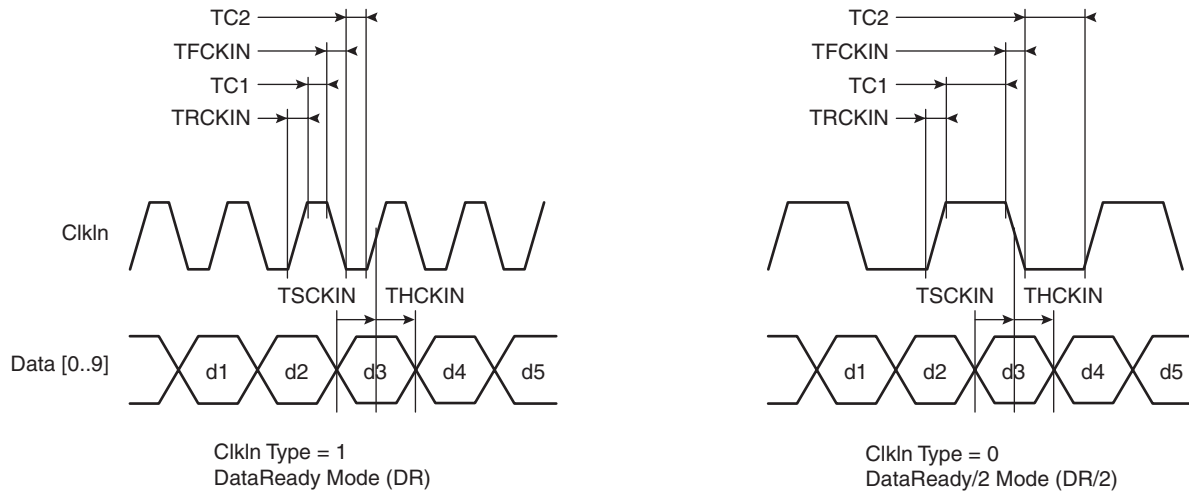 TC2
TFCKIN
TC1
TRCKIN
ClkIn
TSCKIN THCKIN
Data [0..9]
d1 d2 d3 d4 d5
ClkIn Type = 1
DataReady Mode (DR)
TC2
TFCKIN
TC1
TRCKIN
TSCKIN THCKIN
d1 d2 d3 d4 d5
ClkIn Type = 0
DataReady/2 Mode (DR/2)